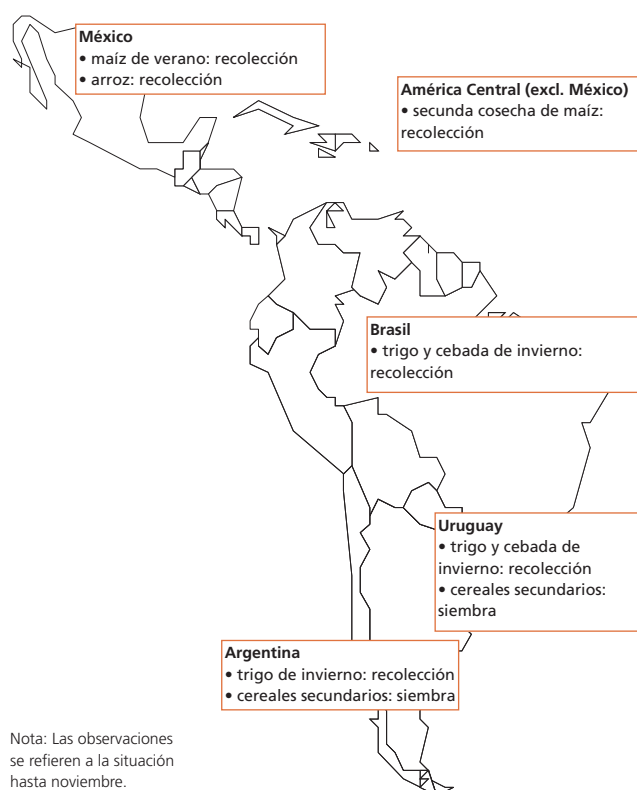 México
• maíz de verano: recolección
• arroz: recolección
América Central (excl. México)
• secunda cosecha de maíz:
recolección
Brasil
• trigo y cebada de invierno:
recolección
Uruguay
• trigo y cebada de
invierno: recolección
• cereales secundarios:
siembra
Argentina
• trigo de invierno: recolección
• cereales secundarios: siembra
Nota: Las observaciones
se refieren a la situación
hasta noviembre.